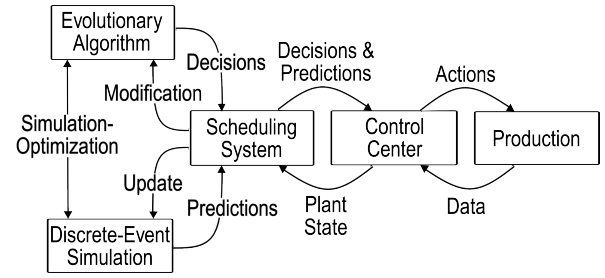 Evolutionary
Algorithm
Decisions
Decisions &
Predictions
Actions
Modification
Simulation-
Optimization
Scheduling
System
Control
Center
Production
Update
Predictions
Plant
State
Data
Discrete-Event
Simulation